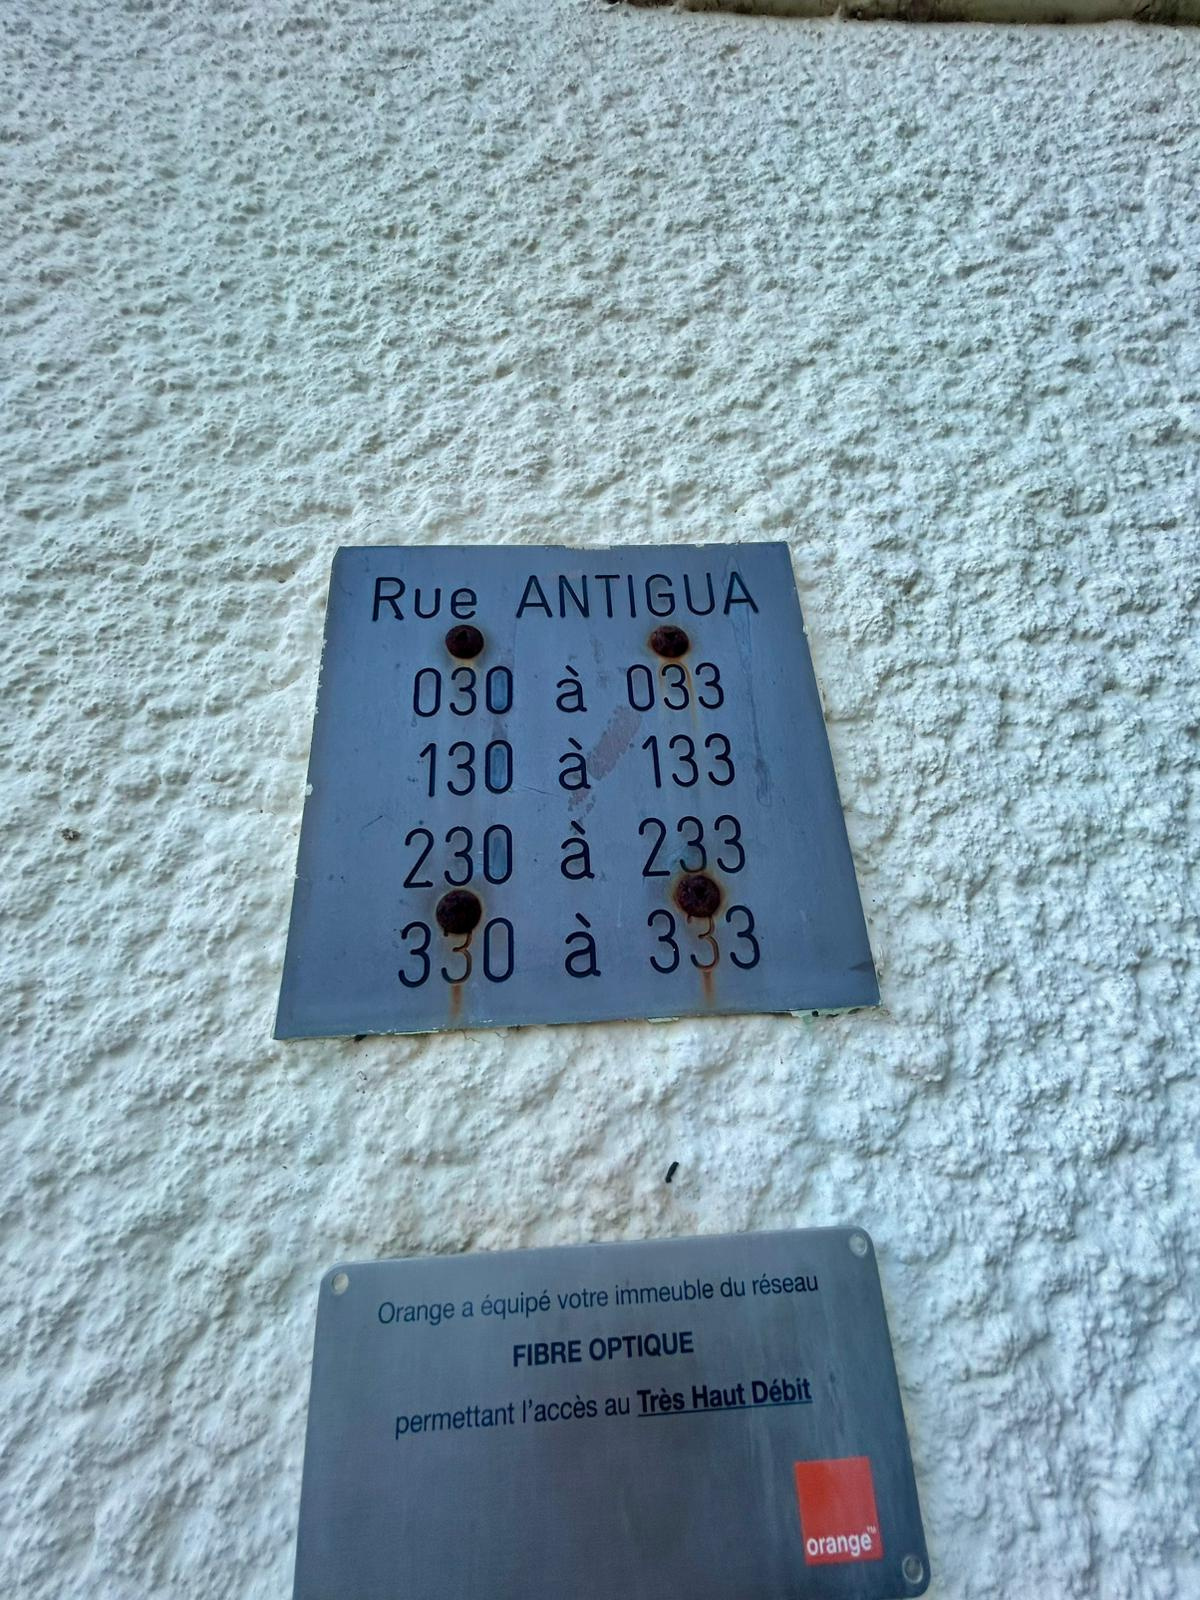 Rue ANTIGUA
030 à 033
130 à 133
230 à 233
330 à 333
Orange a équipé votre immeuble du réseau
FIBRE OPTIQUE
permettant l'accès au Très Haut Débit
orange™